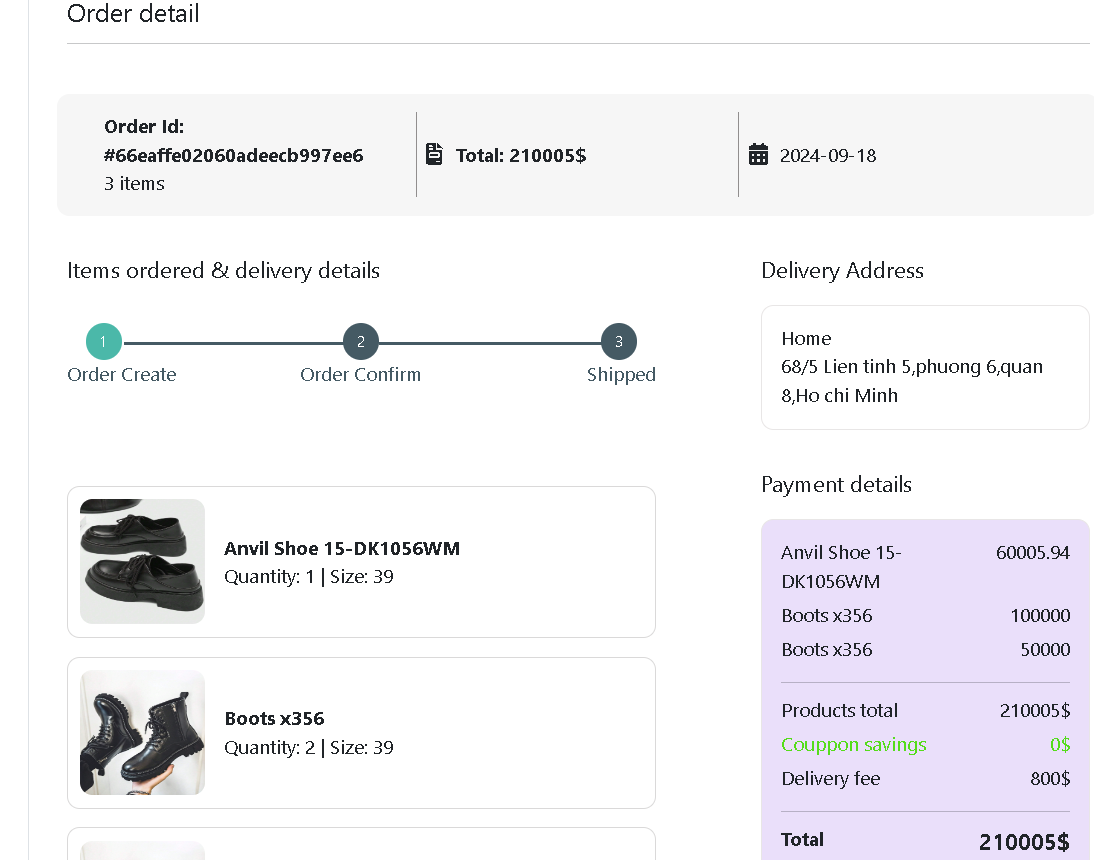 Order detail
Order Id:
#66eaffe02060adeecb997ee6
3 items
Total: 210005$
2024-09-18
Items ordered & delivery details
1
2
3
Order Create
Order Confirm
Shipped
Anvil Shoe 15-DK1056WM
Quantity: 1 | Size: 39
Boots x356
Quantity: 2 | Size: 39
Delivery Address
Home
68/5 Lien tinh 5,phuong 6,quan
8,Ho chi Minh
Payment details
Anvil Shoe 15- 60005.94
DK1056WM
Boots x356 100000
Boots x356 50000
Products total 210005$
Couppon savings 0$
Delivery fee 800$
Total 210005$